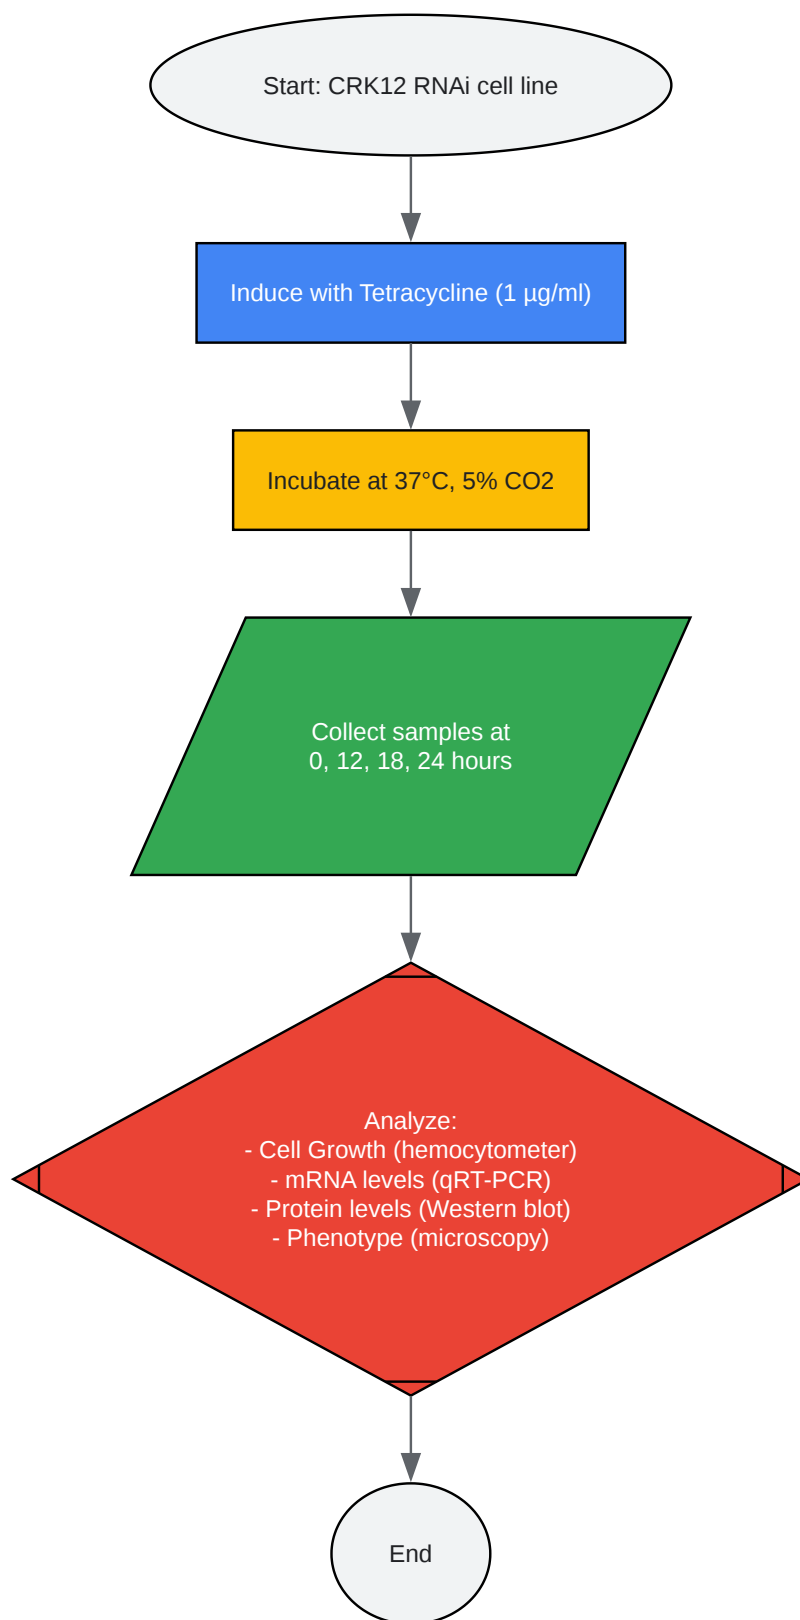 Start: CRK12 RNAi cell line
Induce with Tetracycline (1 µg/ml)
Incubate at 37°C, 5% CO2
Collect samples at
0, 12, 18, 24 hours
Analyze:
- Cell Growth (hemocytometer)
- mRNA levels (qRT-PCR)
- Protein levels (Western blot)
- Phenotype (microscopy)
End